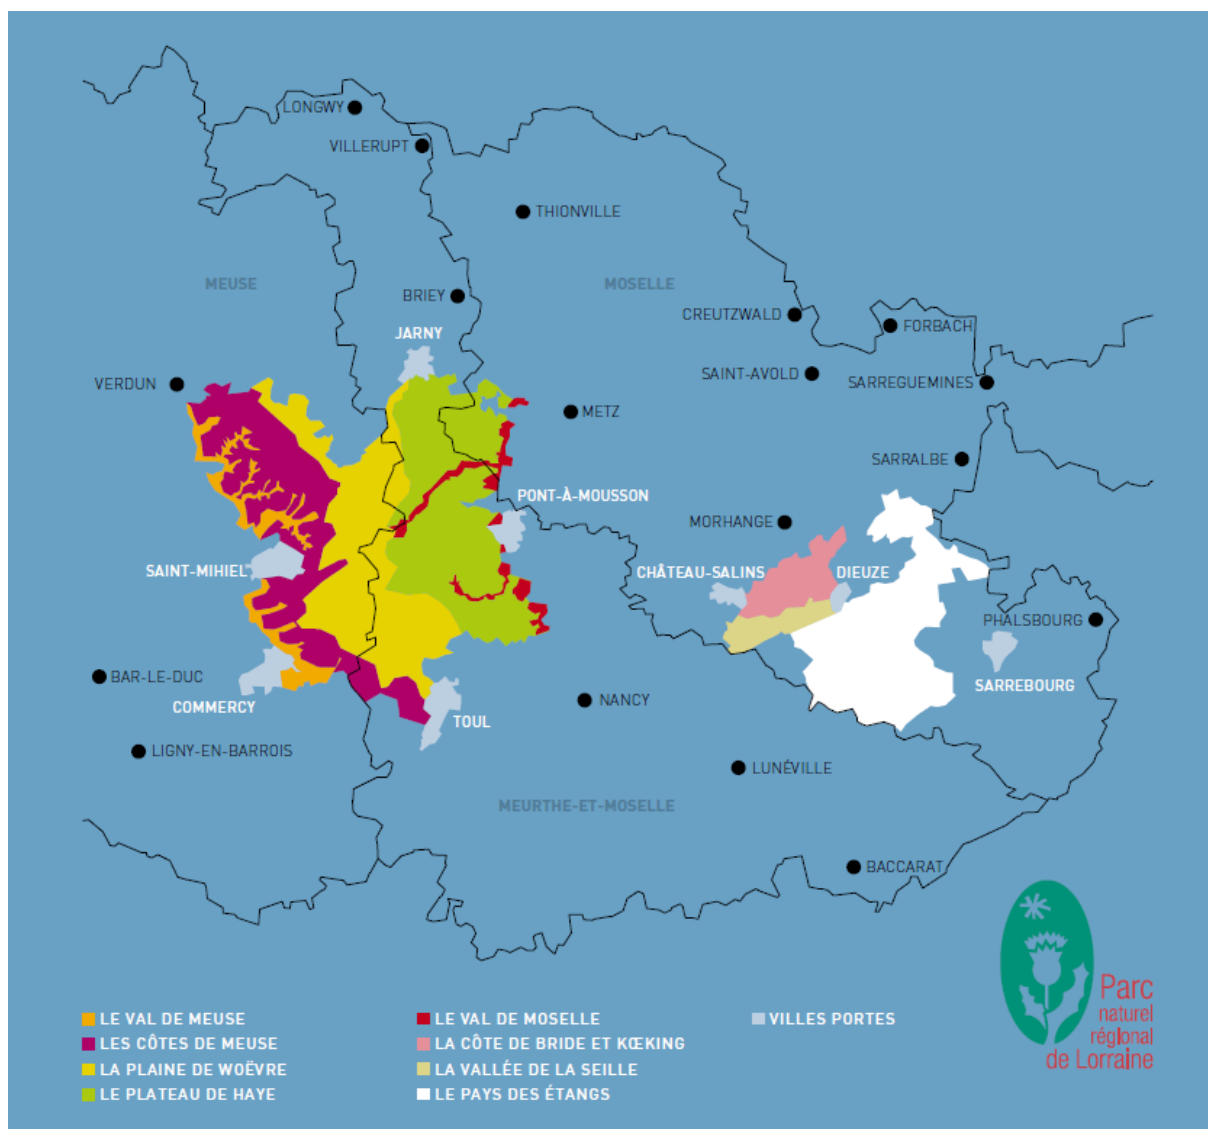 LONGWY
VILLERUPT
THIONVILLE
MEUSE
MOSELLE
BRIEY
CREUTZWALD
FORBACH
JARNY
VERDUN
SAINT-AVOLD
SARREGUEMINES
METZ
SARRALBE
PONT-À-MOUSSON
MORHANGE
SAINT-MIHIEL
CHÂTEAU-SALINS
DIEUZE
PHALSBOURG
BAR-LE-DUC
SARREBOURG
NANCY
COMMERCY
TOUL
LIGNY-EN-BARROIS
LUNÉVILLE
MEURTHE-ET-MOSELLE
BACCARAT
LE VAL DE MEUSE
LES CÔTES DE MEUSE
LA PLAINE DE WOËVRE
LE PLATEAU DE HAYE
LE VAL DE MOSELLE
LA CÔTE DE BRIDE ET KŒKING
LA VALLÉE DE LA SEILLE
LE PAYS DES ÉTANGS
VILLES PORTES
Parc
naturel
régional
de Lorraine